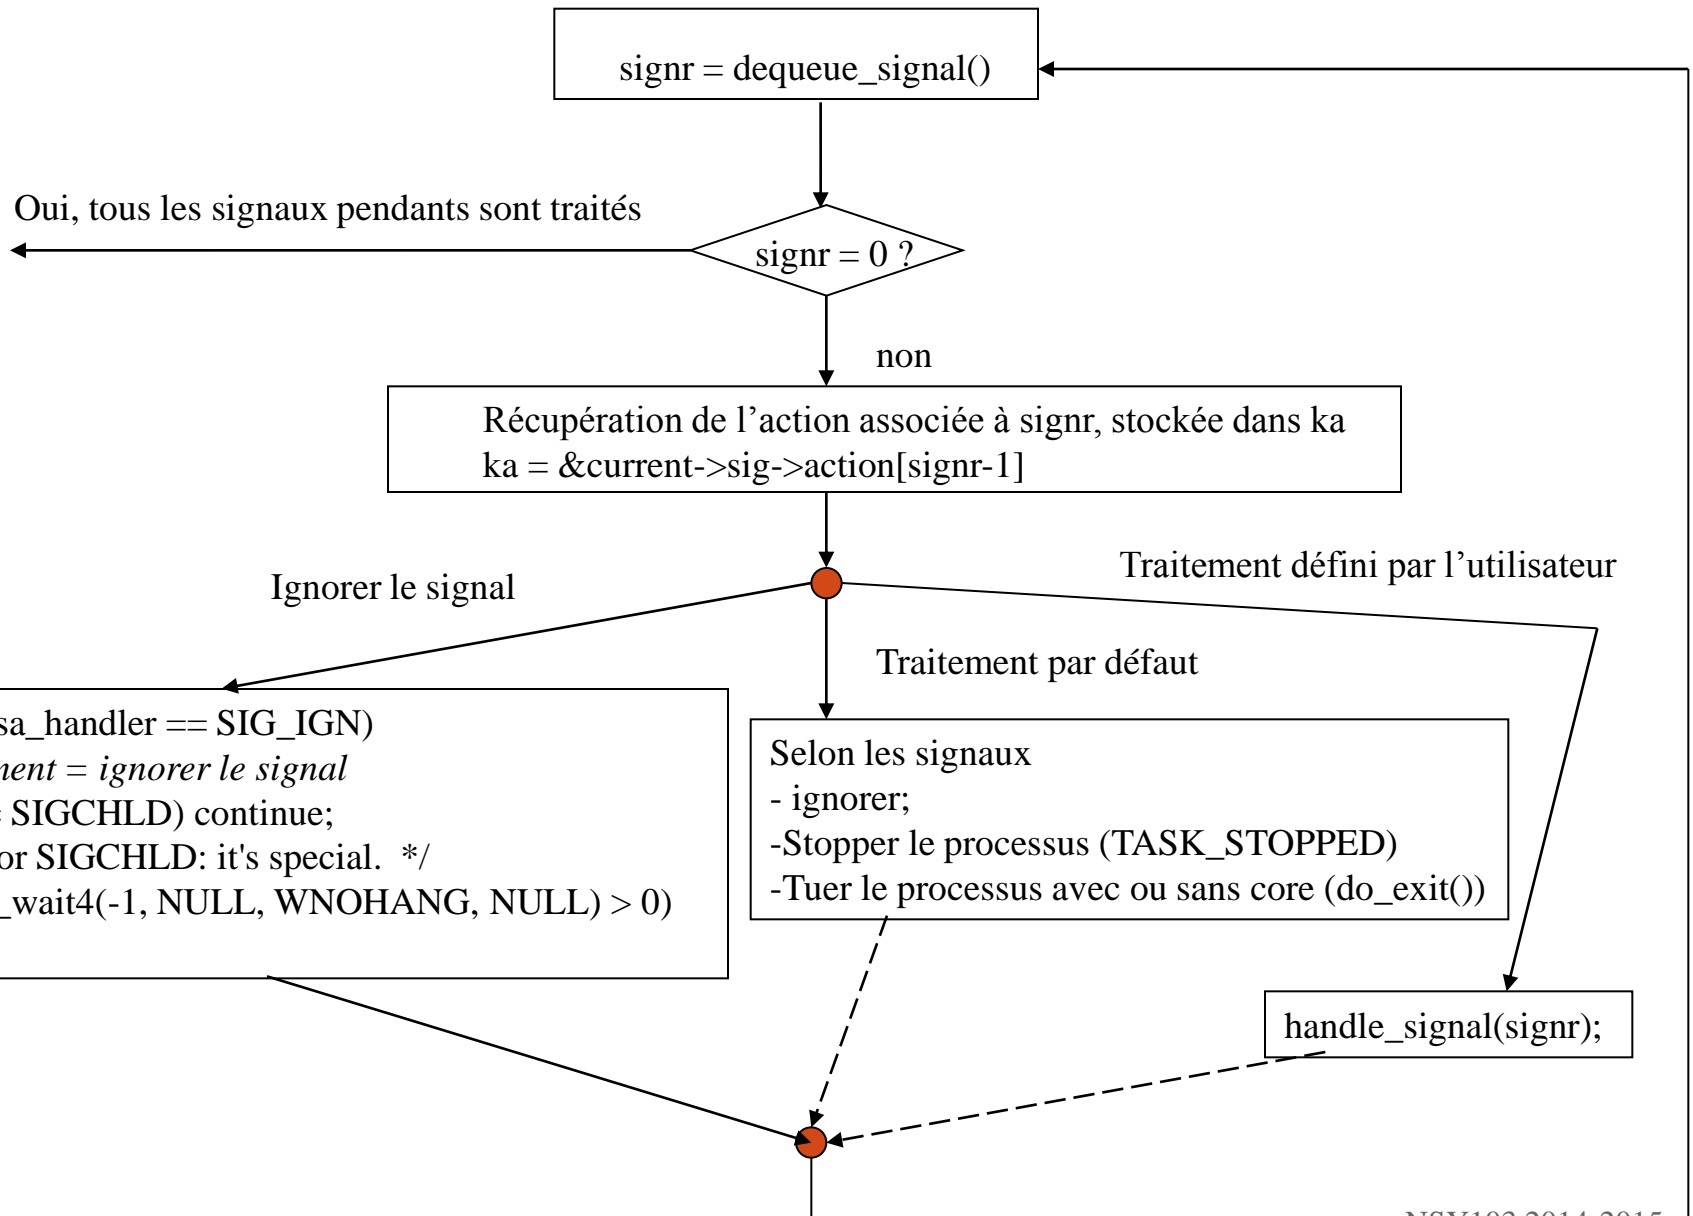 signr = dequeue_signal()
Oui, tous les signaux pendants sont traités
signr = 0 ?
non
Récupération de l’action associée à signr, stockée dans ka
ka = &current->sig->action[signr-1]
Traitement défini par l’utilisateur
Ignorer le signal
Traitement par défaut
sa_handler == SIG_IGN)
= ignorer le signal
SIGCHLD) continue;
SIGCHLD: it's special. */
_wait4(-1, NULL, WNOHANG, NULL) > 0)
Selon les signaux
- ignorer;
-Stopper le processus (TASK_STOPPED)
-Tuer le processus avec ou sans core (do_exit())
handle_signal(signr);